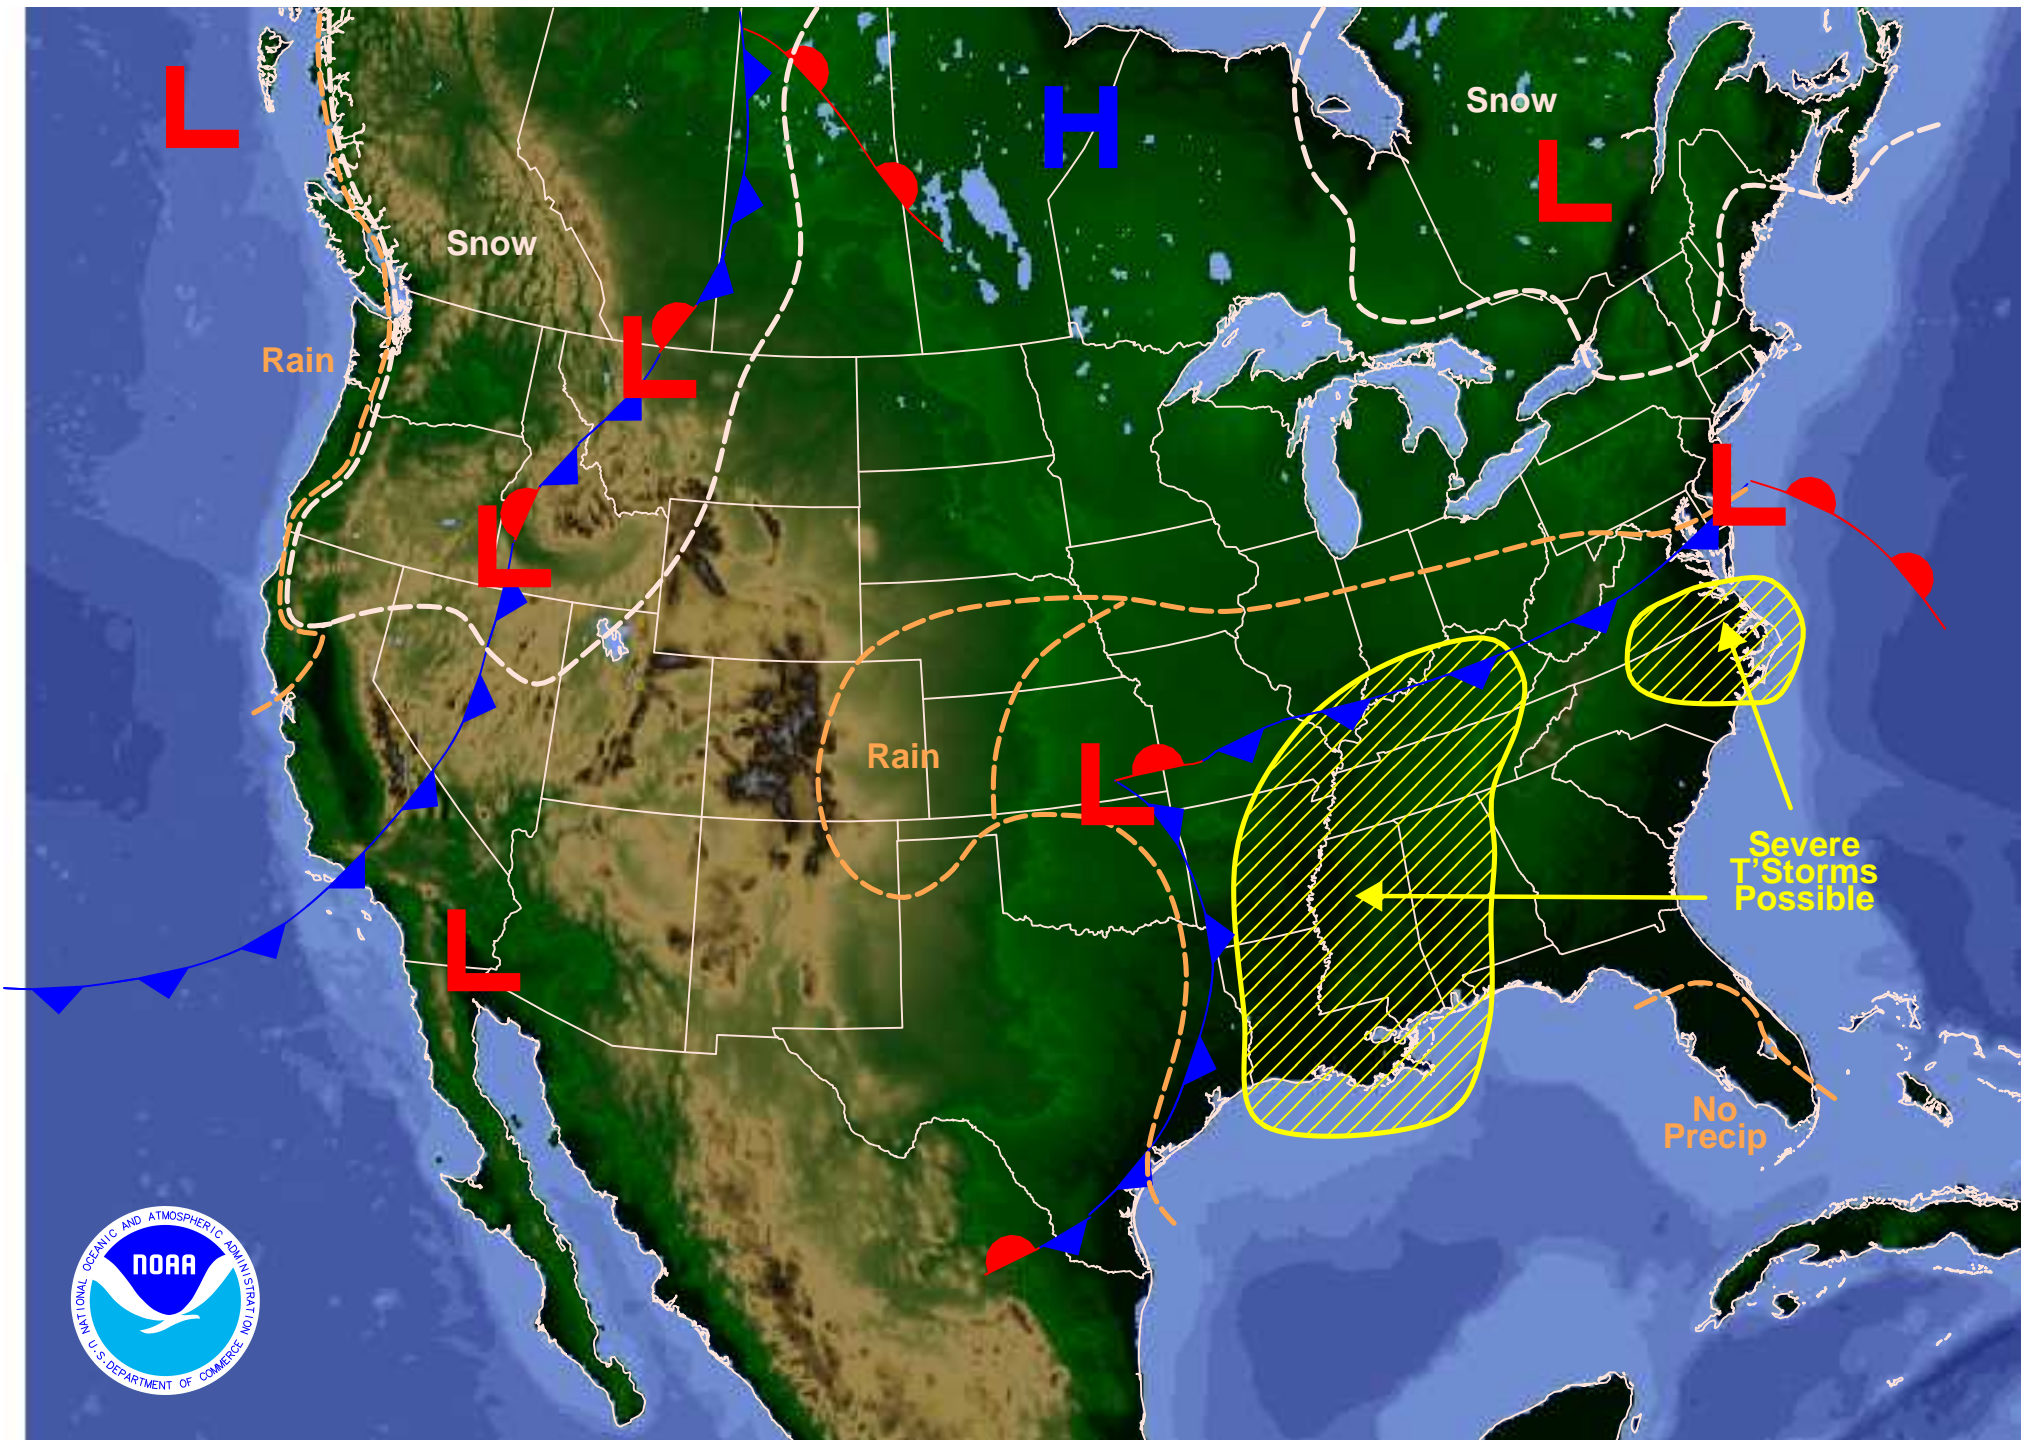 L
H
Snow
L
Snow
L
Rain
L
L
Rain
L
Severe
T'Storms
Possible
L
No
Precip
NATIONAL OCEANIC AND ATMOSPHERIC ADMINISTRATION
NOAA
U.S. DEPARTMENT OF COMMERCE